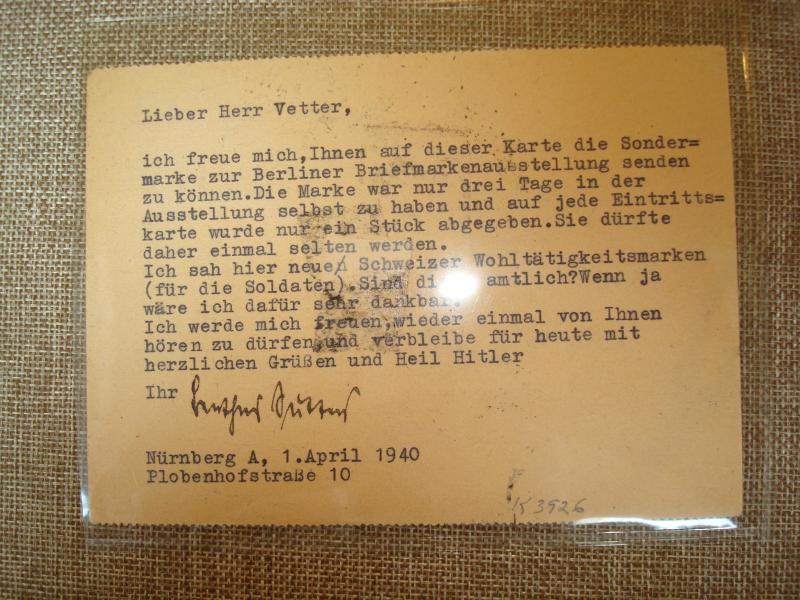 Lieber Herr Vetter,
ich freue mich,Ihnen auf dieser Karte die Sonder=
marke zur Berliner Briefmarkenausstellung senden
zu können.Die Marke war nur drei Tage in der
Ausstellung selbst zu haben und auf jede Eintritts=
karte wurde nur ein Stück abgegeben.Sie dürfte
daher einmal selten werden.
Ich sah hier neue Schweizer Wohltätigkeitsmarken
(für die Soldaten).Sind amtlich?Wenn ja
wäre ich dafür sehr dankbar.
Ich werde mich freuen,wieder einmal von Ihnen
hören zu dürfen und verbleibe für heute mit
herzlichen Grüßen und Heil Hitler
Ihr
Nürnberg A, 1.April 1940
Plobenhofstraße 10
K 3926